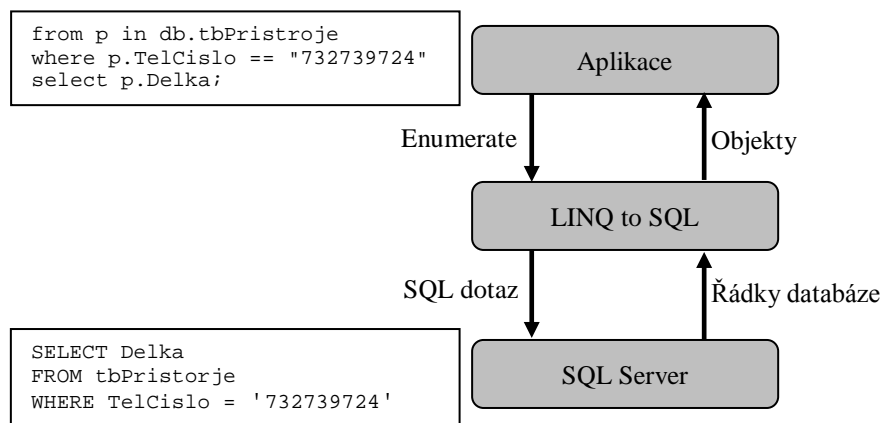 from p in db.tbPristroje
where p.TelCislo == "732739724"
select p.Delka;
Aplikace
Enumerate
Objekty
LINQ to SQL
SQL dotaz
Řádky databáze
SELECT Delka
FROM tbPristorje
WHERE TelCislo = '732739724'
SQL Server